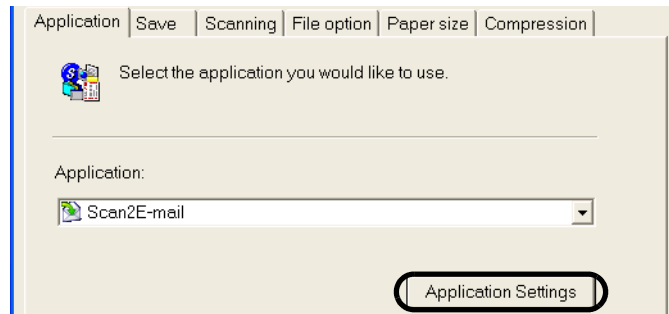 Application Save Scanning File option Paper size Compression
Select the application you would like to use.
Application:
Scan2E-mail
Application Settings